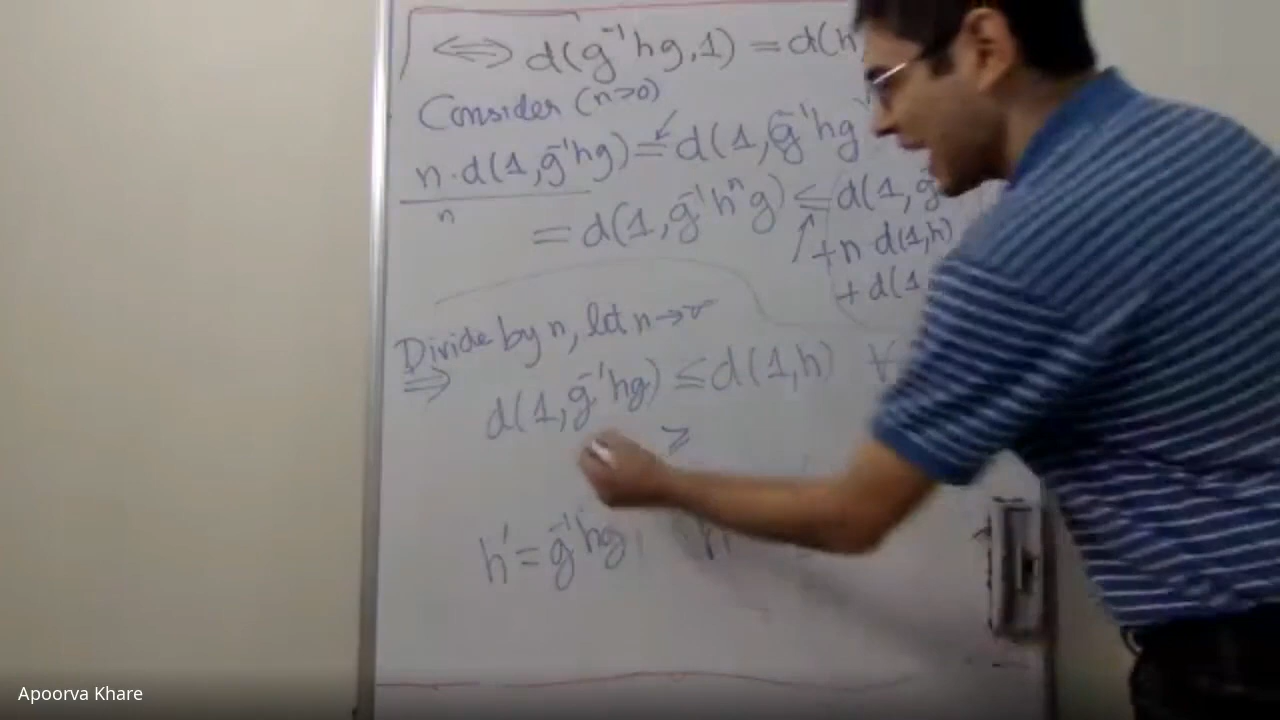 ⟺ d(g⁻¹hg,1) = d(h
Consider (n>0)
n·d(1,g⁻¹hg) = d(1,g⁻¹hg
n
= d(1,g⁻¹hⁿg) ≤ d(1,g
+n d(1,h)
+ d(1,
Divide by n, let n→∞
⇒ d(1,g⁻¹hg) ≤ d(1,h) ∀
≥
h' = g⁻¹hg,
Apoorva Khare